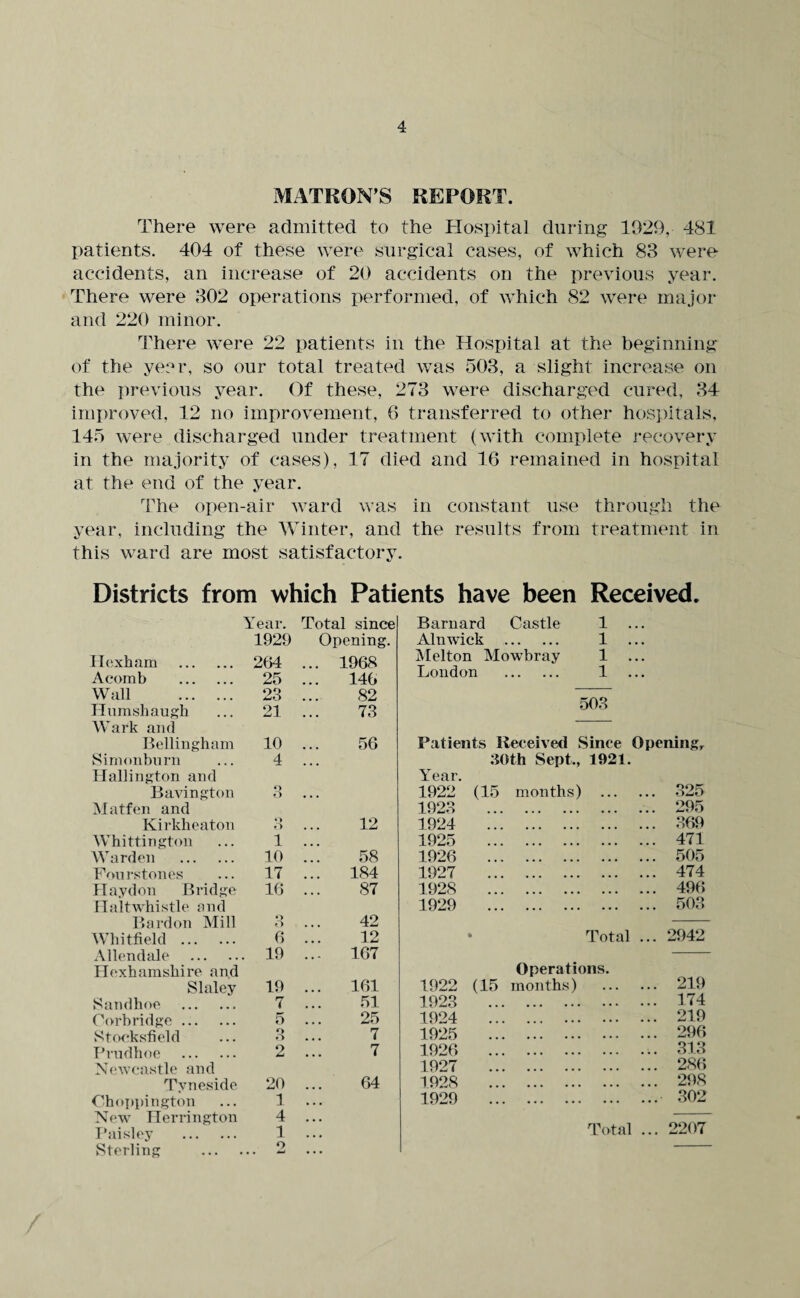 4
MATRON'S REPORT.
There were admitted to the Hospital during 1929, 481
patients. 404 of these were surgical cases, of which 83 were
accidents, an increase of 20 accidents on the previous year.
There were 302 operations performed, of which 82 were major
and 220 minor.
There were 22 patients in the Hospital at the beginning
of the year, so our total treated was 503, a slight increase on
the previous year. Of these, 273 were discharged cured, 34
improved, 12 no improvement, 6 transferred to other hospitals,
145 were discharged under treatment (with complete recovery
in the majority of cases), 17 died and 16 remained in hospital
at the end of the year.
The open-air ward was in constant use through the
year, including the Winter, and the results from treatment in
this ward are most satisfactory.
Districts from which Patients have been Received.
Year. Total since
1929 Opening.
Hexham ... ... 264 ... 1968
Acomb ... ... 25 ... 146
Wall ... ... 23 ... 82
Humshaugh ... 21 ... 73
Wark and
Bellingham 10 ... 56
Simonburn ... 4 ...
Hallington and
Bavington 3 ...
Matfen and
Kirkheaton 3 ... 12
Whittington ... 1 ...
Warden ... ... 10 ... 58
Fourstones ... 17 ... 184
Haydon Bridge 16 ... 87
Haltwhistle and
Bardon Mill 3 ... 42
Whitfield ... ... 6 ... 12
Allendale ... ... 19 ... 167
Hexhamshire and
Slaley 19 ... 161
Sandhoe ... ... 7 ... 51
Corbridge ... ... 5 ... 25
Stocksfield ... 3 ... 7
Prudhoe ... ... 2 ... 7
Newcastle and
Tyneside 20 ... 64
Choppington ... 1 ...
New Herrington 4 ...
Paisley ... ... 1 ...
Sterling ... ... 2 ...
Barnard Castle 1 ...
Alnwick ... ... 1 ...
Melton Mowbray 1 ...
London ... ... 1 ...
503
Patients Received Since Opening,
30th Sept., 1921.
Year.
1922 (15 months) ... ... 325
1923 ... ... ... ... ... 295
1924 ... ... ... ... ... 369
1925 ... ... ... ... ... 471
1926 ... ... ... ... ... 505
1927 ... ... ... ... ... 474
1928 ... ... ... ... ... 496
1929 ... ... ... ... ... 503
Total ... 2942
Operations.
1922 (15 months) ... ... 219
1923 ... ... ... ... ... 174
1924 ... ... ... ... ... 219
1925 ... ... ... ... ... 296
1926 ... ... ... ... ... 313
1927 ... ... ... ... ... 286
1928 ... ... ... ... ... 298
1929 ... ... ... ... ... 302
Total ... 2207